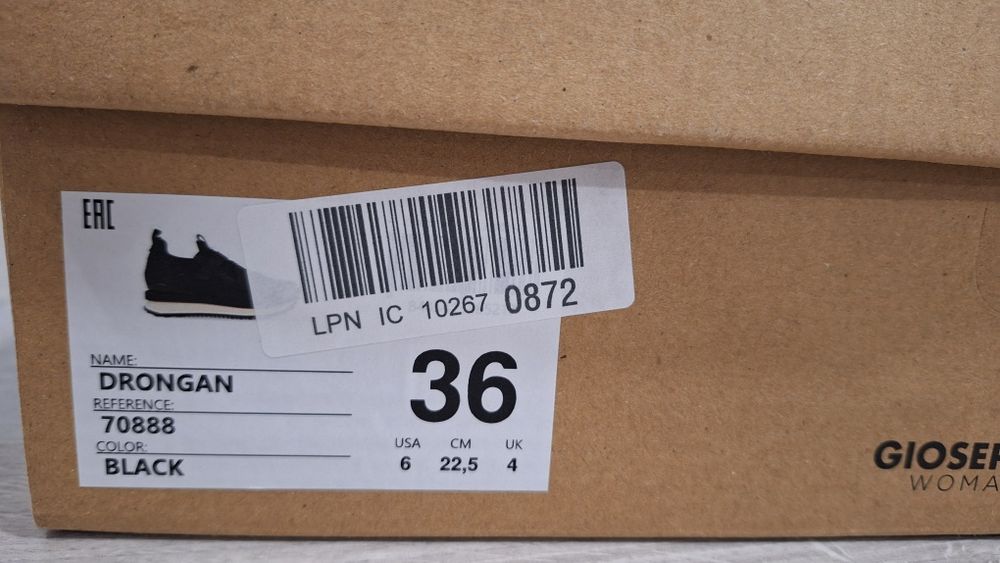 EAC
LPN IC 10267 0872
NAME:
DRONGAN
REFERENCE:
70888
COLOR:
BLACK
36
USA CM UK
6 22,5 4
GIOSEP
WOMA